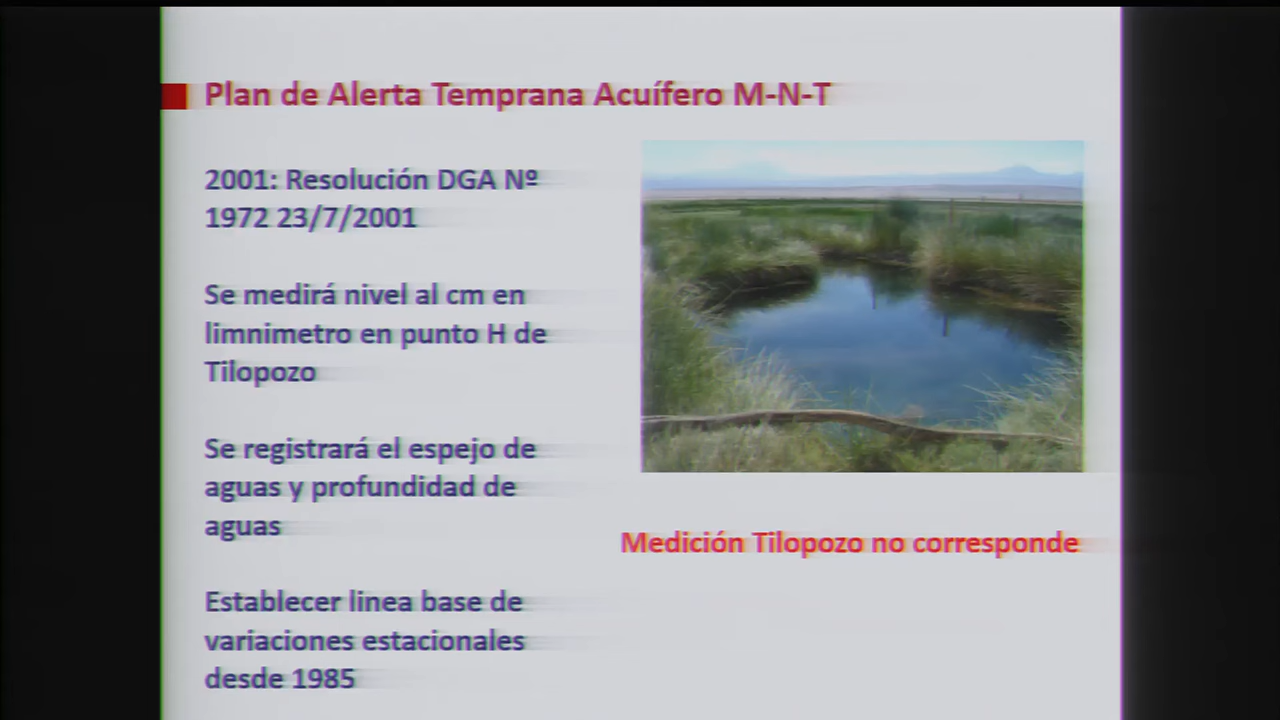 Plan de Alerta Temprana Acuífero M-N-T
2001: Resolución DGA Nº
1972 23/7/2001
Se medirá nivel al cm en
limnimetro en punto H de
Tilopozo
Se registrará el espejo de
aguas y profundidad de
aguas
Establecer linea base de
variaciones estacionales
desde 1985
Medición Tilopozo no corresponde